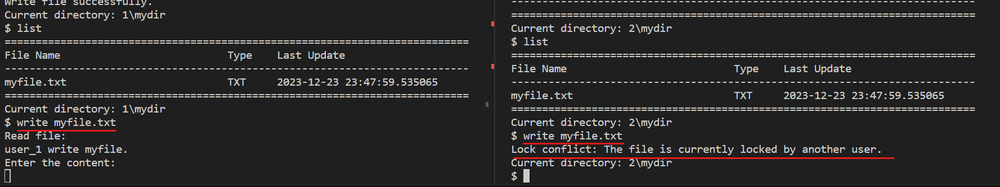 Write file successfully.
Current directory: 1\mydir
$ list
===========================================================================
File Name                           Type    Last Update
---------------------------------------------------------------------------
myfile.txt                          TXT     2023-12-23 23:47:59.535065
===========================================================================
Current directory: 1\mydir
$ write myfile.txt
Read file:
user_1 write myfile.
Enter the content:
---------------------------------------------------------------------------
===========================================================================
Current directory: 2\mydir
$ list
===========================================================================
File Name                           Type    Last Update
---------------------------------------------------------------------------
myfile.txt                          TXT     2023-12-23 23:47:59.535065
===========================================================================
Current directory: 2\mydir
$ write myfile.txt
Lock conflict: The file is currently locked by another user.
Current directory: 2\mydir
$